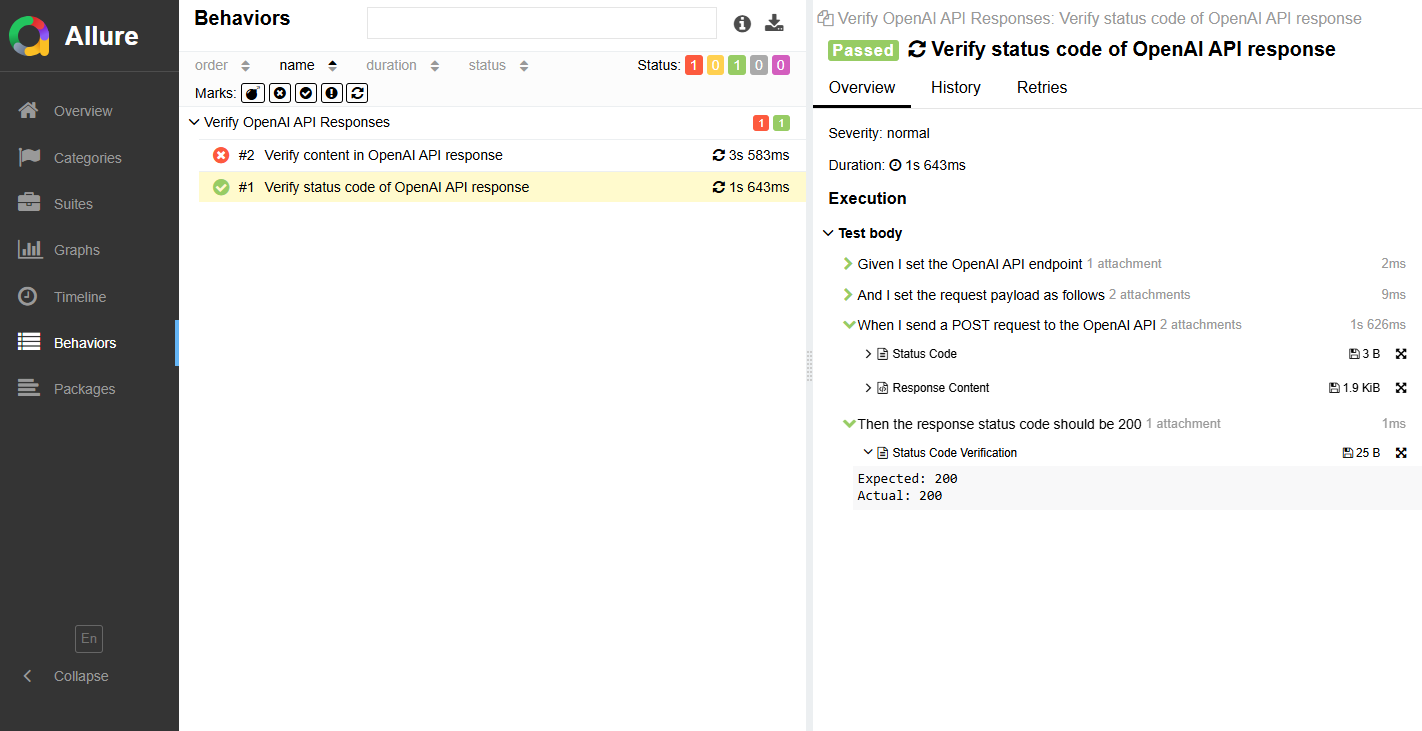 Allure
Overview
Categories
Suites
Graphs
Timeline
Behaviors
Packages
En
Collapse
Behaviors
order name duration status Status: 1 0 1 0 0
Marks:
Verify OpenAI API Responses 1 1
#2 Verify content in OpenAI API response 3s 583ms
#1 Verify status code of OpenAI API response 1s 643ms
Verify OpenAI API Responses: Verify status code of OpenAI API response
Passed Verify status code of OpenAI API response
Overview History Retries
Severity: normal
Duration: 1s 643ms
Execution
Test body
Given I set the OpenAI API endpoint 1 attachment 2ms
And I set the request payload as follows 2 attachments 9ms
When I send a POST request to the OpenAI API 2 attachments 1s 626ms
Status Code 3 B
Response Content 1.9 KiB
Then the response status code should be 200 1 attachment 1ms
Status Code Verification 25 B
Expected: 200
Actual: 200